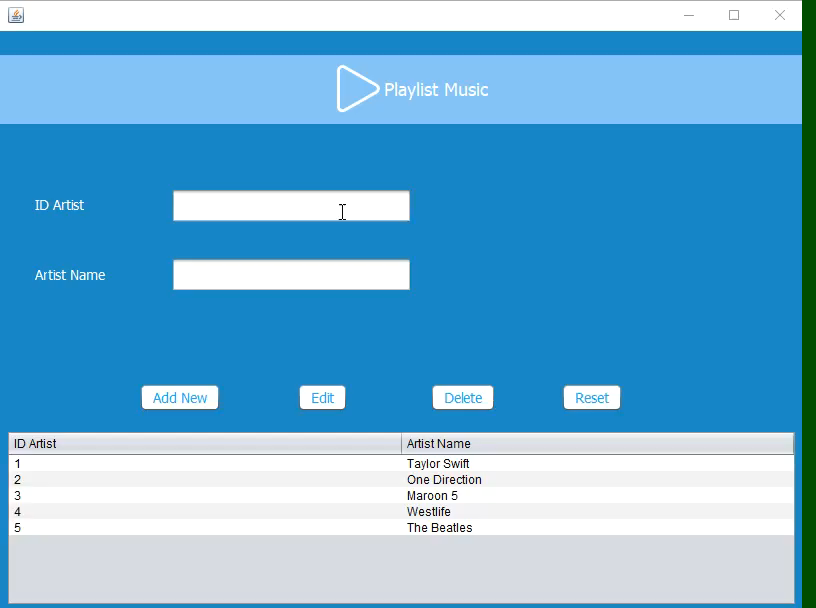 Playlist Music
ID Artist
Artist Name
Add New Edit Delete Reset
ID Artist Artist Name
1 Taylor Swift
2 One Direction
3 Maroon 5
4 Westlife
5 The Beatles